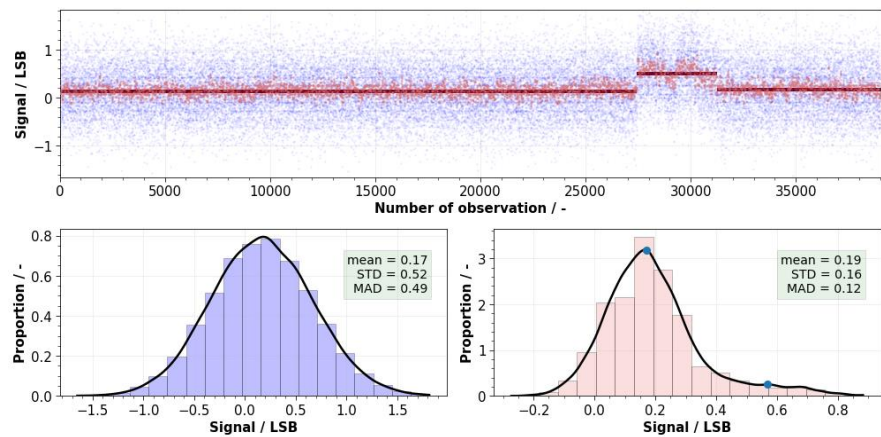 Signal / LSB
1
0
−1
0 5000 10000 15000 20000 25000 30000 35000
Number of observation / -
Proportion / -
0.8
0.6
0.4
0.2
0.0
mean = 0.17
STD = 0.52
MAD = 0.49
−1.5 −1.0 −0.5 0.0 0.5 1.0 1.5
Signal / LSB
Proportion / -
3
2
1
0
mean = 0.19
STD = 0.16
MAD = 0.12
−0.2 0.0 0.2 0.4 0.6 0.8
Signal / LSB